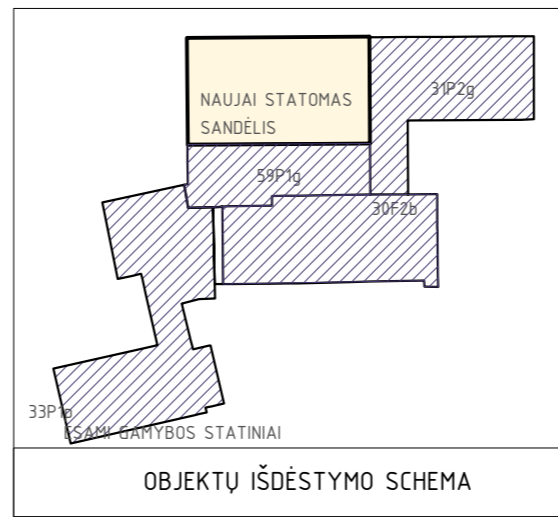 NAUJAI STATOMAS
SANDĖLIS
31P2g
59P1g
30F2b
33P1p
ESAMI GAMYBOS STATINIAI
OBJEKTŲ IŠDĖSTYMO SCHEMA